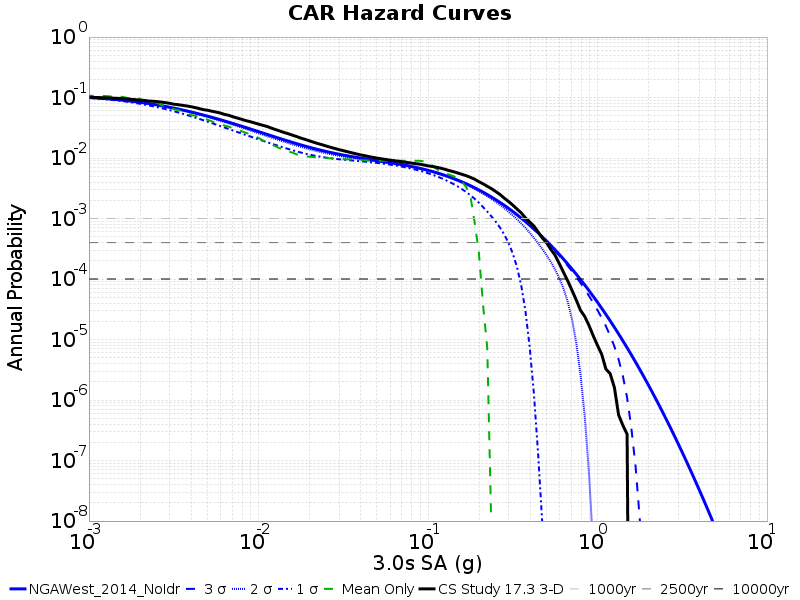 CAR Hazard Curves
10^0
10^-1
10^-2
10^-3
10^-4
10^-5
10^-6
10^-7
10^-8
Annual Probability
10^-3 10^-2 10^-1 10^0 10^1
3.0s SA (g)
NGAWest_2014_NoIdr 3 σ 2 σ 1 σ Mean Only CS Study 17.3 3-D 1000yr 2500yr 10000yr